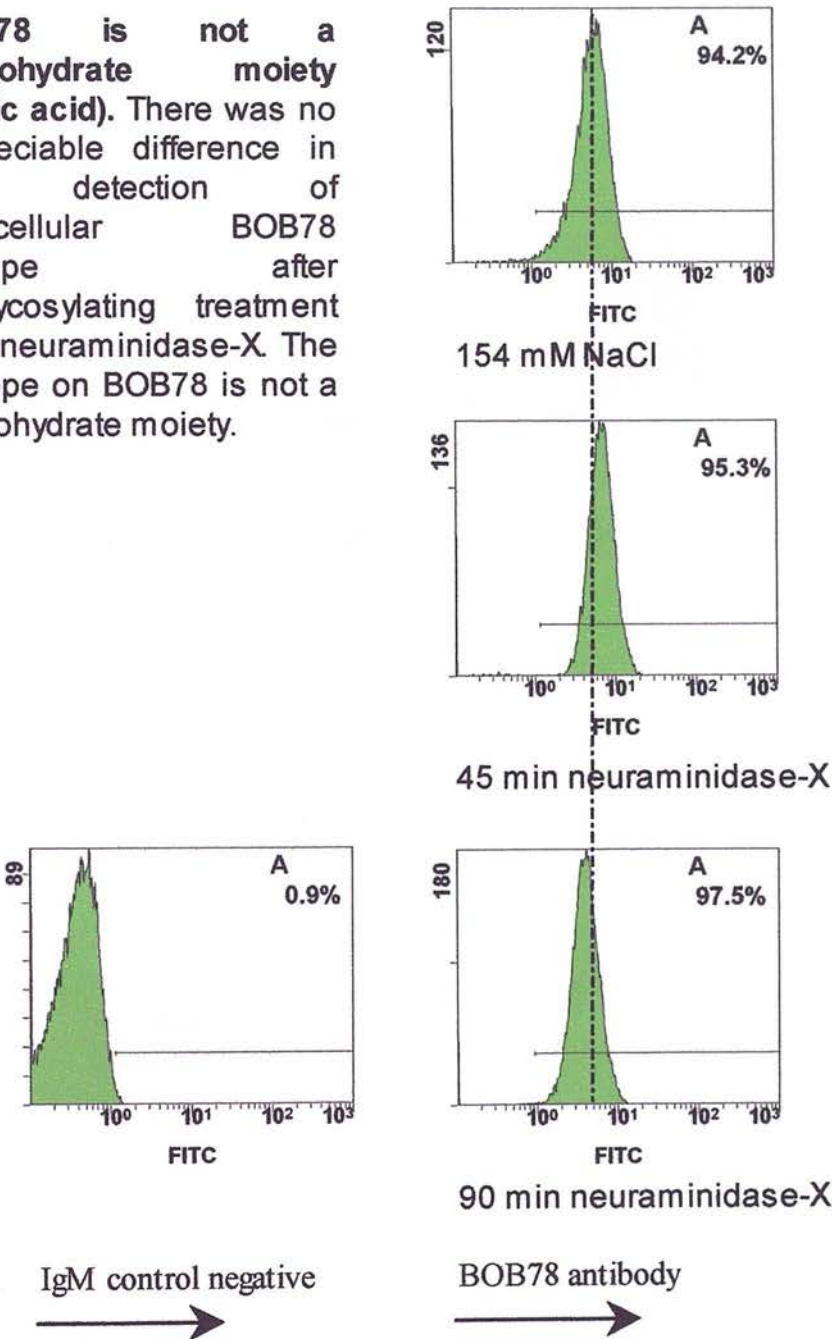 78 is not a
ohydrate moiety
c acid). There was no
eciable difference in
detection of
cellular BOB78
pe after
ycosylating treatment
neuraminidase-X. The
pe on BOB78 is not a
ohydrate moiety.
120
A
94.2%
10⁰ 10¹ 10² 10³
FITC
154 mM NaCl
136
A
95.3%
10⁰ 10¹ 10² 10³
FITC
45 min neuraminidase-X
89
A
0.9%
10⁰ 10¹ 10² 10³
FITC
180
A
97.5%
10⁰ 10¹ 10² 10³
FITC
90 min neuraminidase-X
IgM control negative
BOB78 antibody